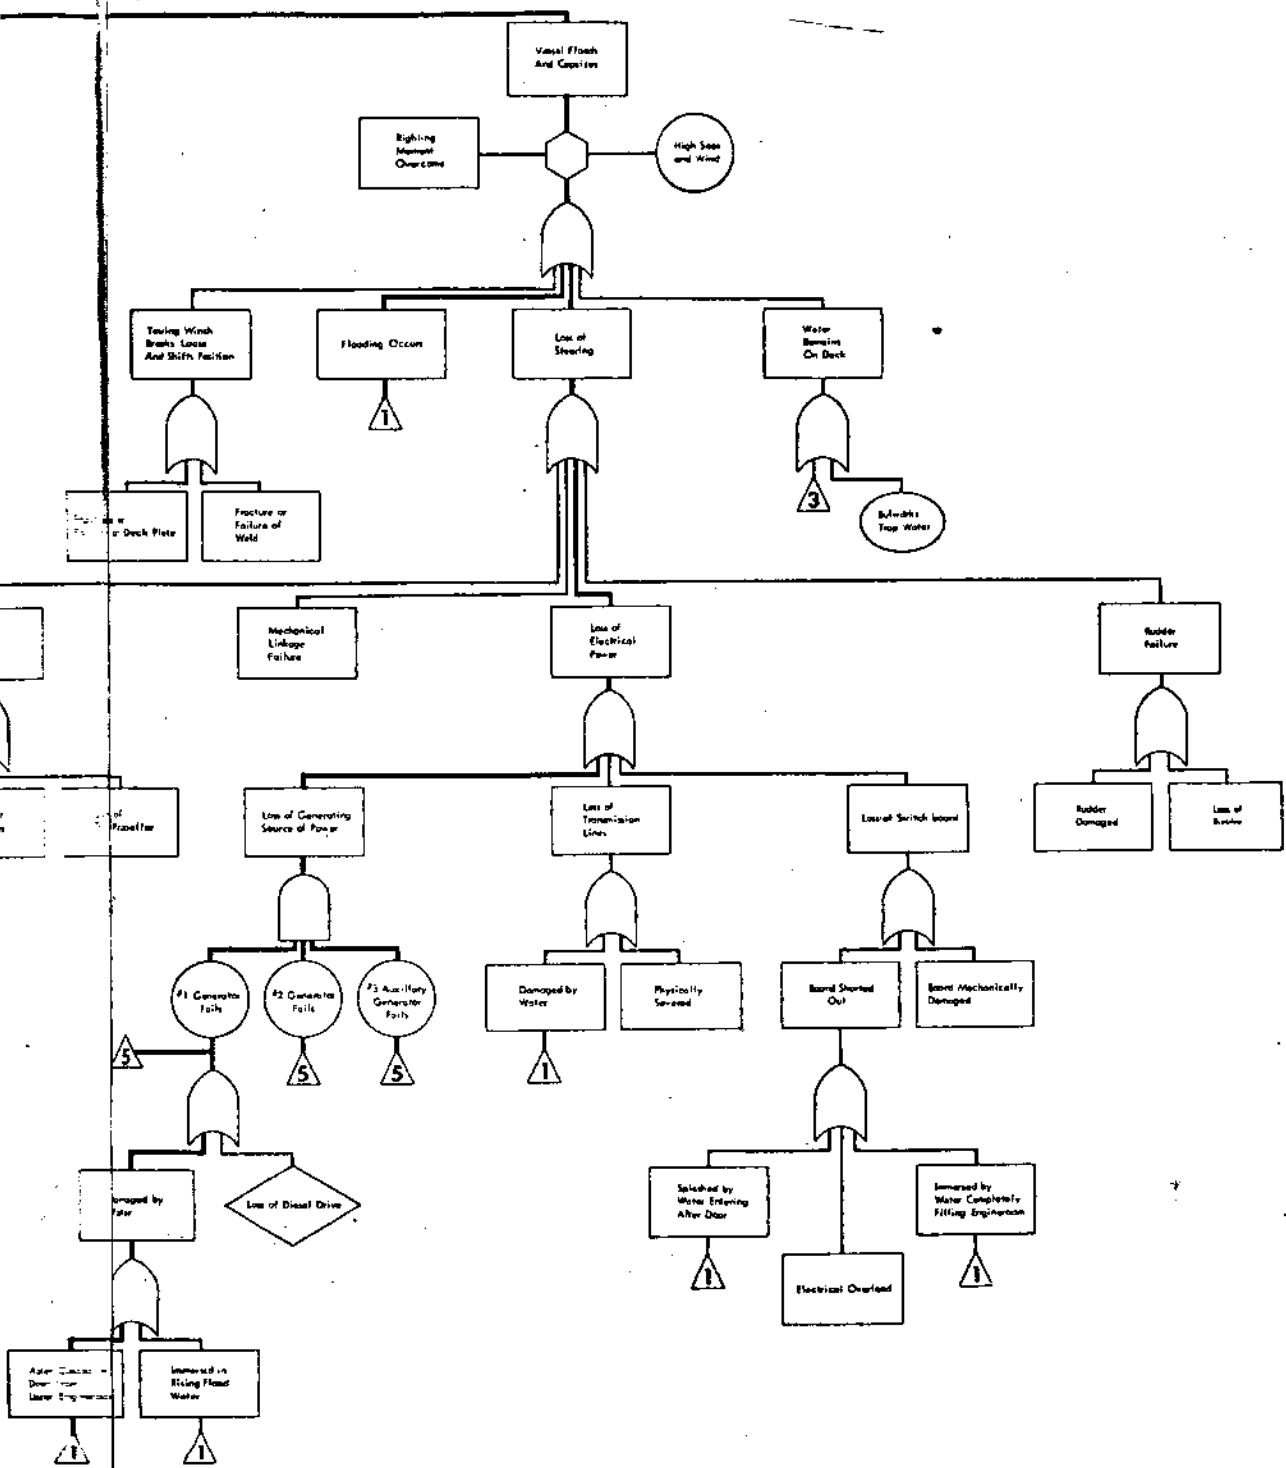 Vessel Floods
And Capsizes
Righting
Moment
Overcome
High Seas
and Wind
Towing Winch
Breaks Loose
And Shifts Position
Flooding Occurs
Loss of
Steering
Water
Remains
On Deck
1
3
Bulwarks
Trap Water
or
Deck Plate
Fracture or
Failure of
Weld
Mechanical
Linkage
Failure
Loss of
Electrical
Power
Rudder
Failure
of
Propeller
Loss of Generating
Source of Power
Loss of
Transmission
Lines
Loss of Switch board
Rudder
Damaged
Loss of
Rudder
#1 Generator
Fails
#2 Generator
Fails
#3 Auxiliary
Generator
Fails
Damaged by
Water
Physically
Severed
Board Shorted
Out
Board Mechanically
Damaged
5
5
5
1
maged by
ater
Loss of Diesel Drive
Splashed by
Water Entering
After Door
Immersed by
Water Completely
Filling Engineroom
1
1
Electrical Overload
Immersed in
Rising Flood
Water
1
1